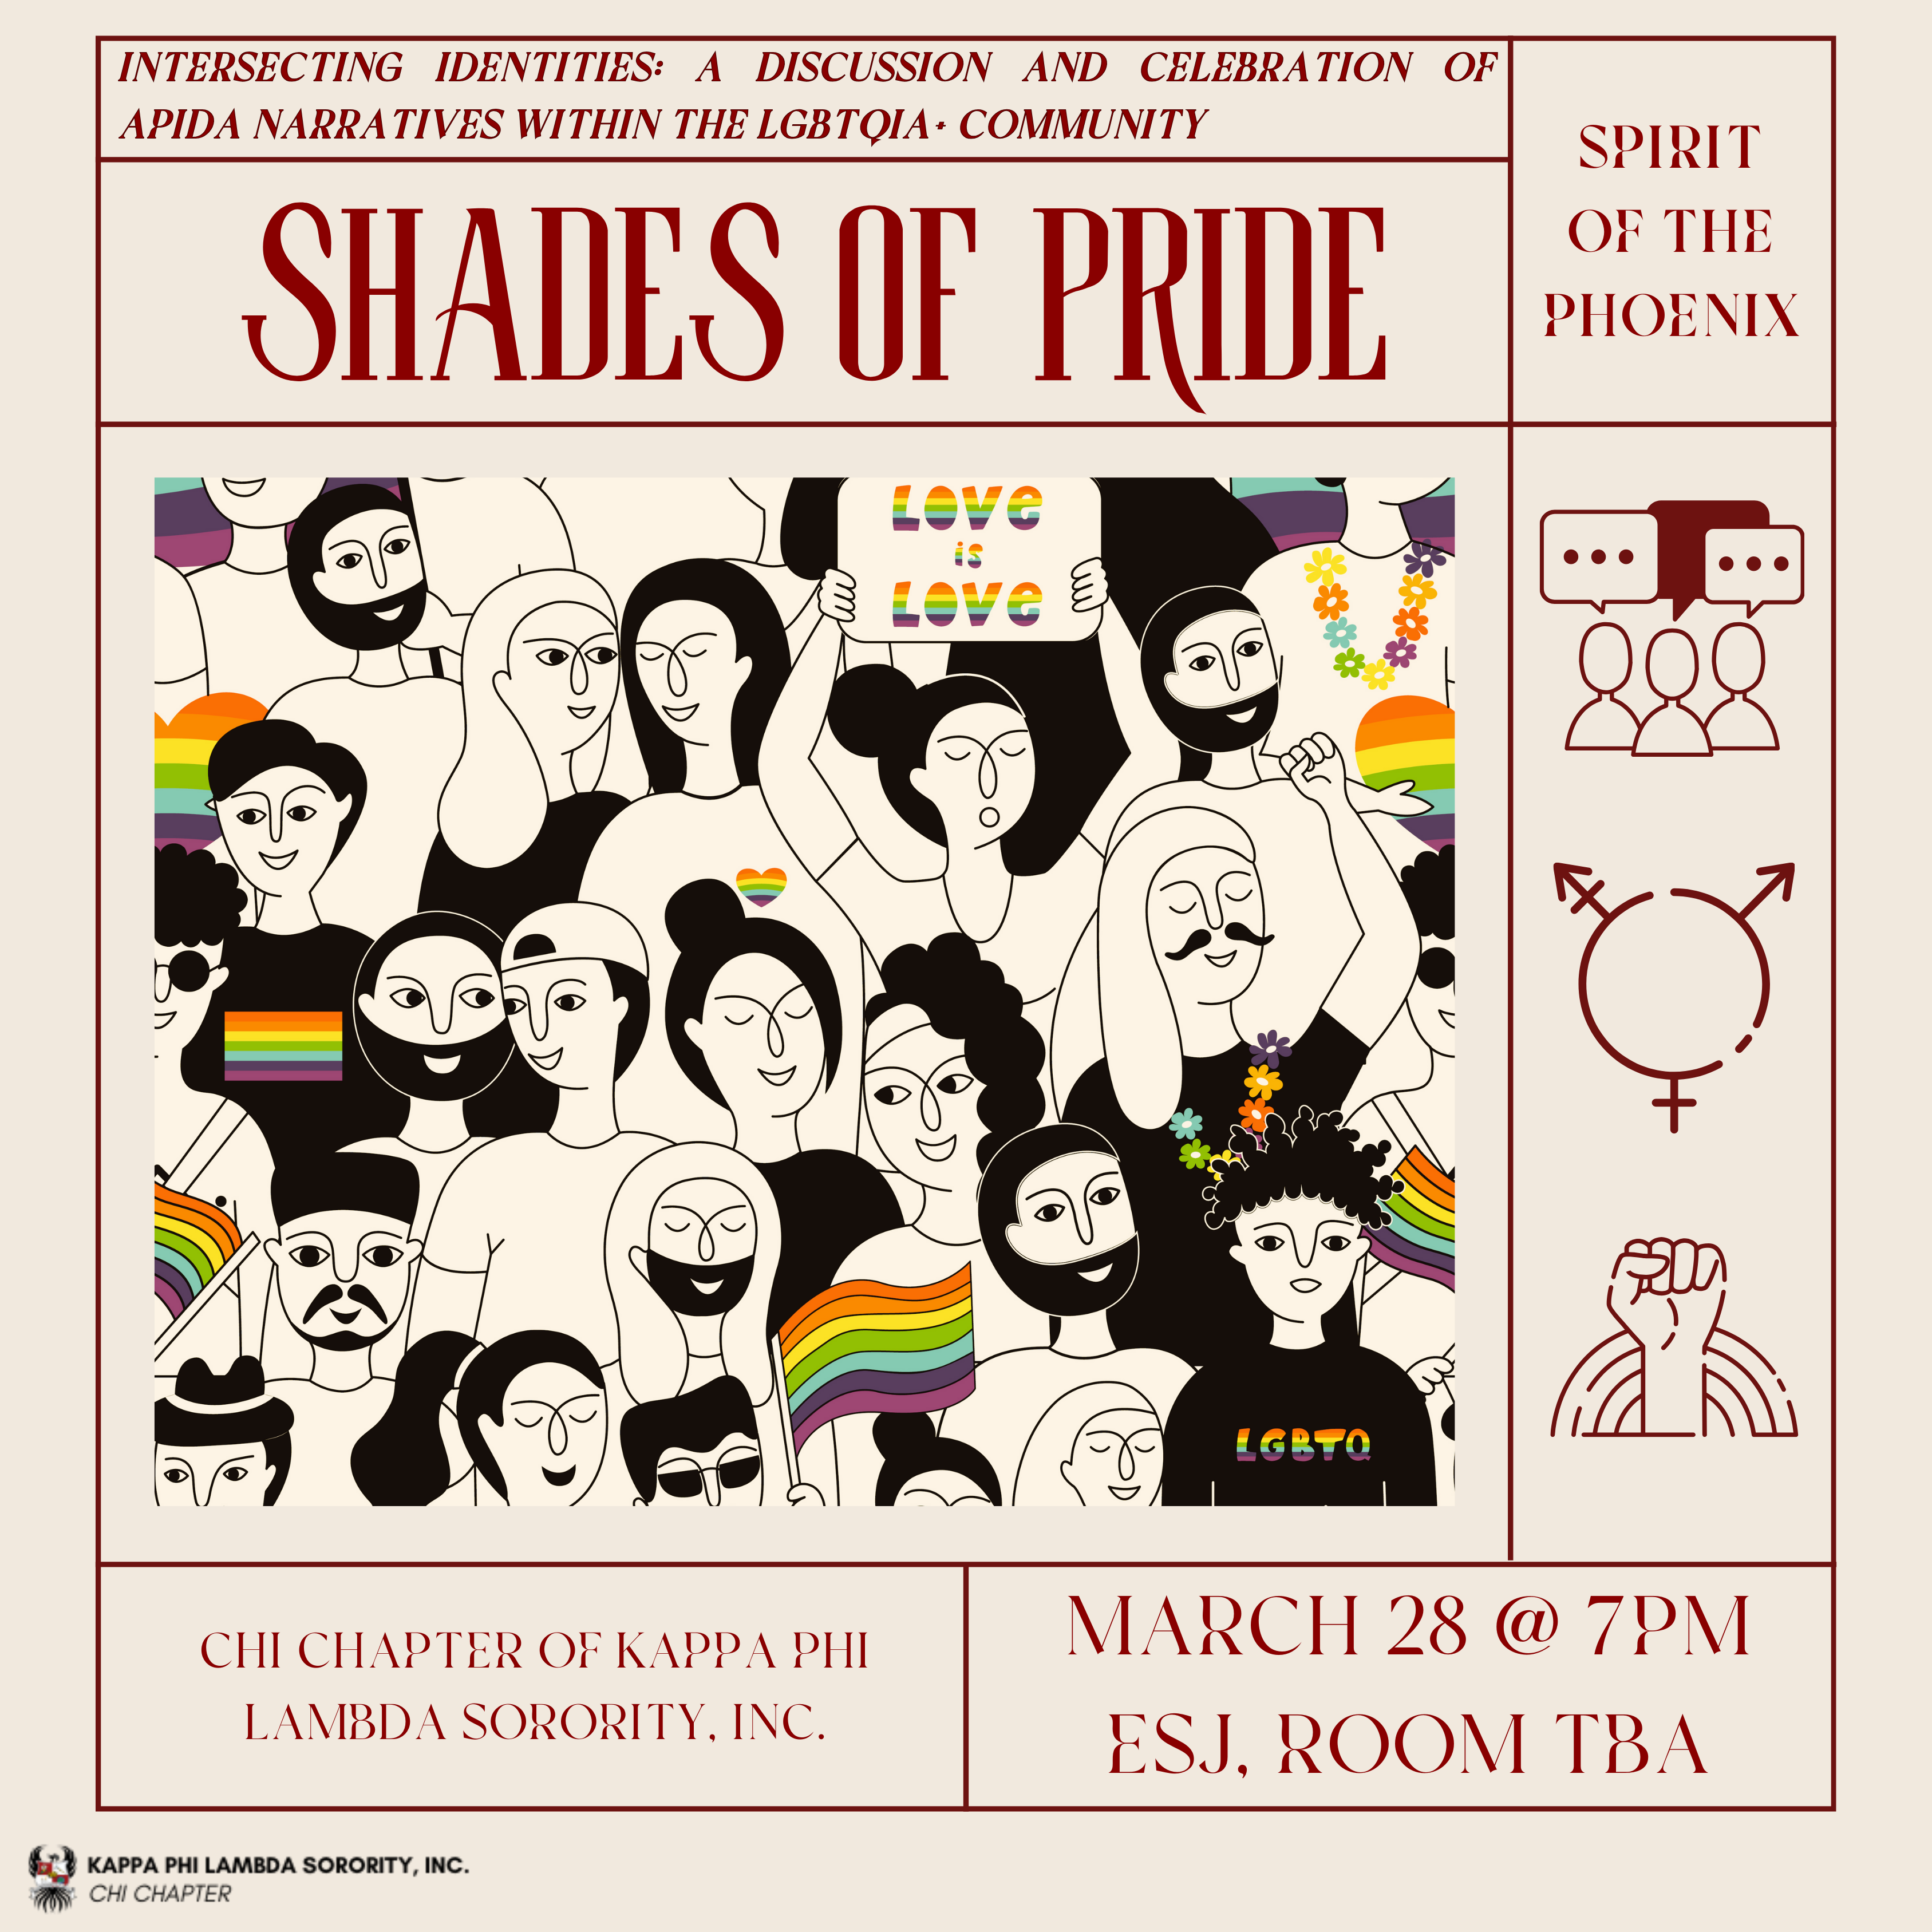 INTERSECTING IDENTITIES: A DISCUSSION AND CELEBRATION OF
APIDA NARRATIVES WITHIN THE LGBTQIA+ COMMUNITY
SHADES OF PRIDE
SPIRIT
OF THE
PHOENIX
LOVe
is
LOVe
LGBTQ
CHI CHAPTER OF KAPPA PHI
LAMBDA SORORITY, INC.
MARCH 28 @ 7PM
ESJ, ROOM TBA
KAPPA PHI LAMBDA SORORITY, INC.
CHI CHAPTER